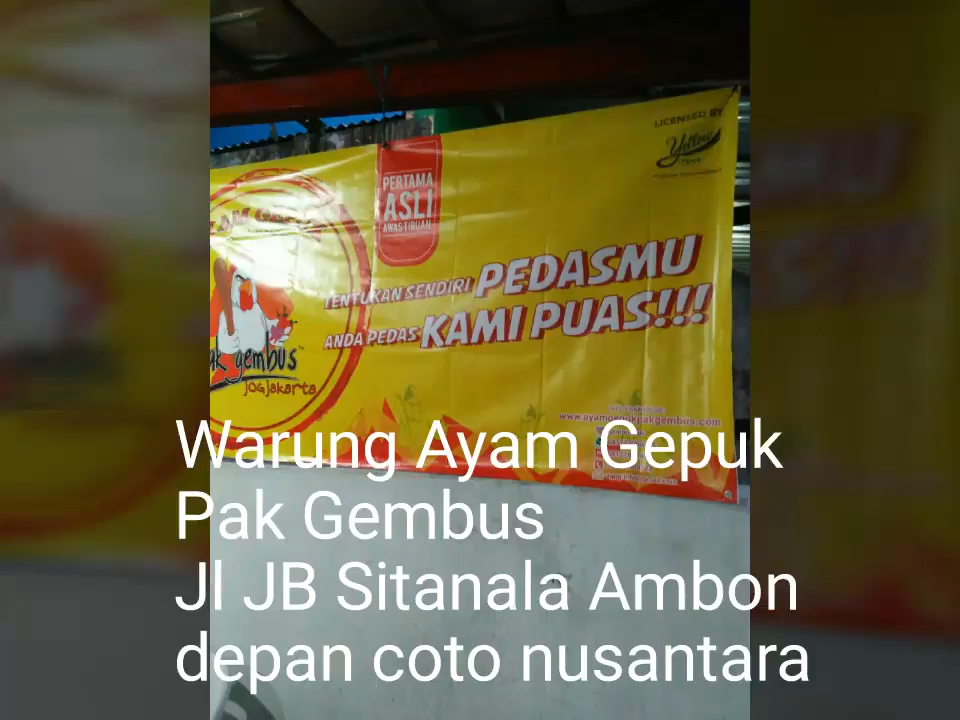 LICENSED BY
Yellow
PERTAMA
ASLI
AWAS TIRUAN
TENTUKAN SENDIRI PEDASMU
ANDA PEDAS KAMI PUAS!!!
gembus
Jogjakarta
www.ayamgepukpakgembus.com
Warung Ayam Gepuk
Pak Gembus
Jl JB Sitanala Ambon
depan coto nusantara